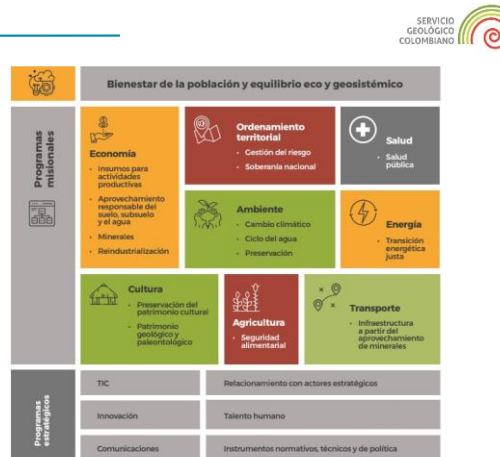 SERVICIO
GEOLÓGICO
COLOMBIANO
Bienestar de la población y equilibrio eco y geosistémico
Programas
misionales
Economía
• Insumos para
actividades
productivas
• Aprovechamiento
responsable del
suelo, subsuelo
y el agua
• Minerales
• Reindustrialización
Ordenamiento
territorial
• Gestión del riesgo
• Soberanía nacional
Salud
• Salud
pública
Ambiente
• Cambio climático
• Ciclo del agua
• Preservación
Energía
• Transición
energética
justa
Cultura
• Preservación del
patrimonio cultural
• Patrimonio
geológico y
paleontológico
Agricultura
• Seguridad
alimentarial
Transporte
• Infraestructura
a partir del
aprovechamiento
de minerales
Programas
estratégicos
TIC
Relacionamiento con actores estratégicos
Innovación
Talento humano
Comunicaciones
Instrumentos normativos, técnicos y de política